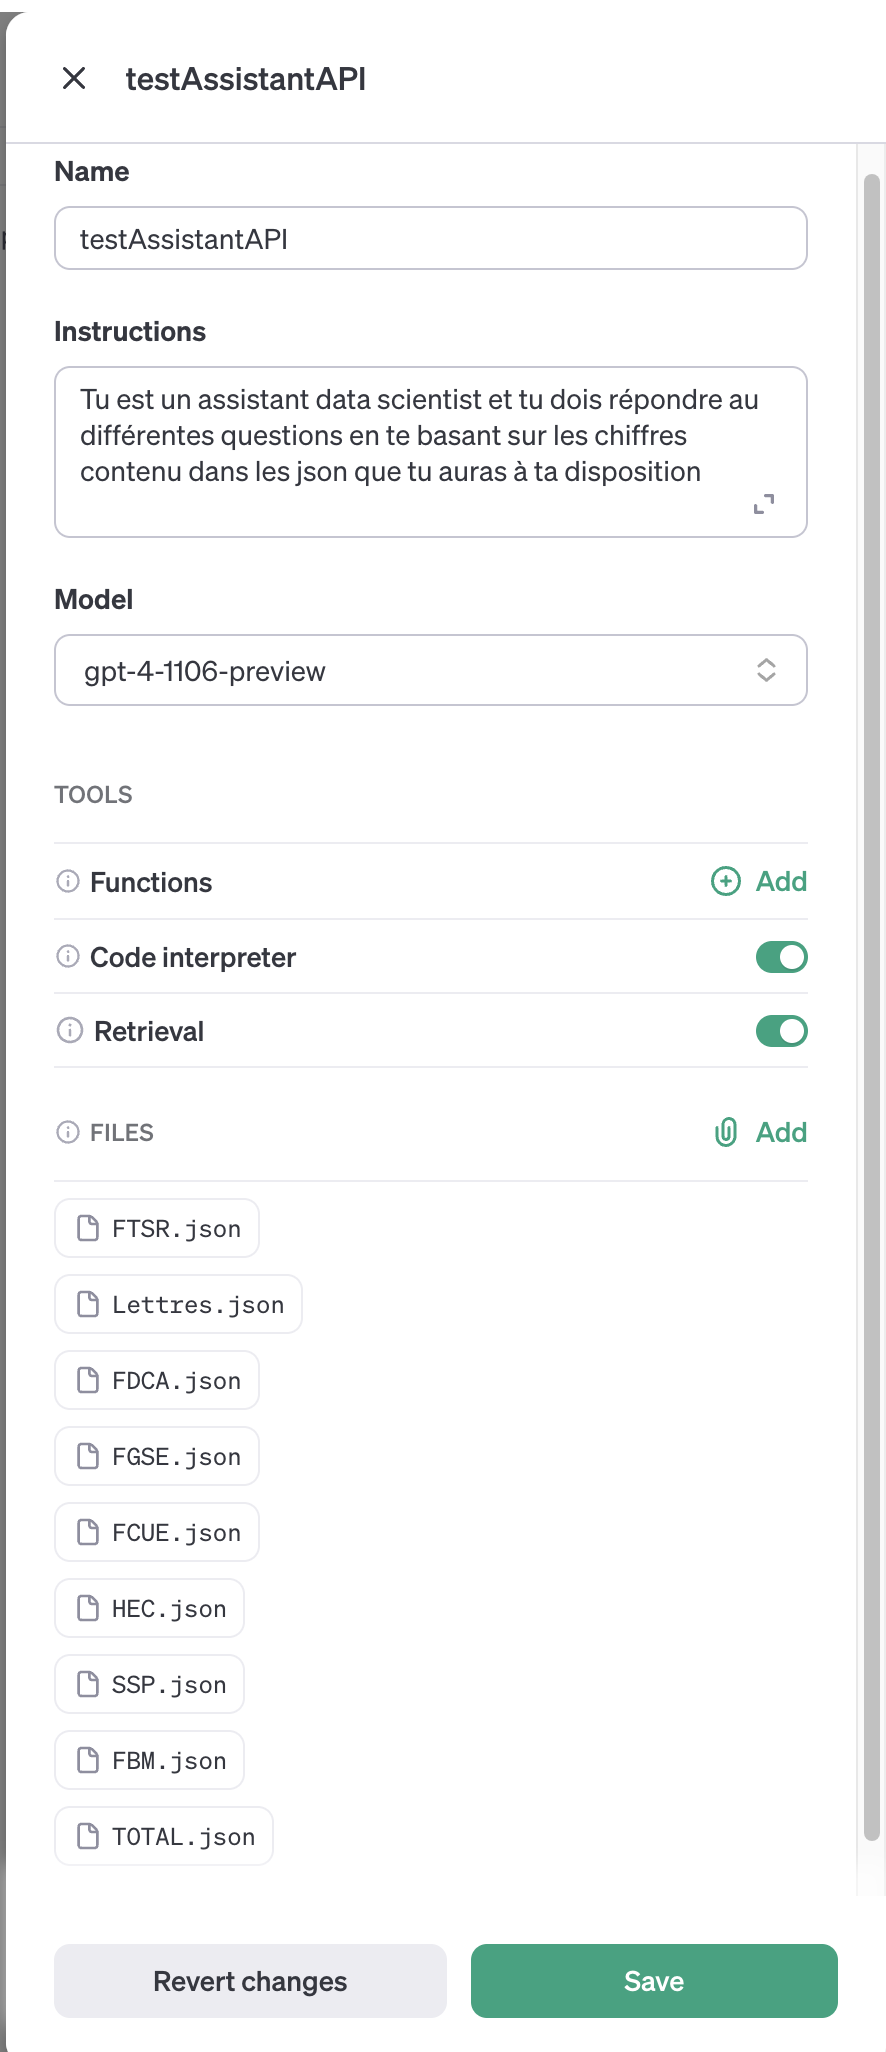 testAssistantAPI
Name
testAssistantAPI
Instructions
Tu est un assistant data scientist et tu dois répondre au
différentes questions en te basant sur les chiffres
contenu dans les json que tu auras à ta disposition
Model
gpt-4-1106-preview
TOOLS
Functions Add
Code interpreter
Retrieval
FILES Add
FTSR.json
Lettres.json
FDCA.json
FGSE.json
FCUE.json
HEC.json
SSP.json
FBM.json
TOTAL.json
Revert changes Save